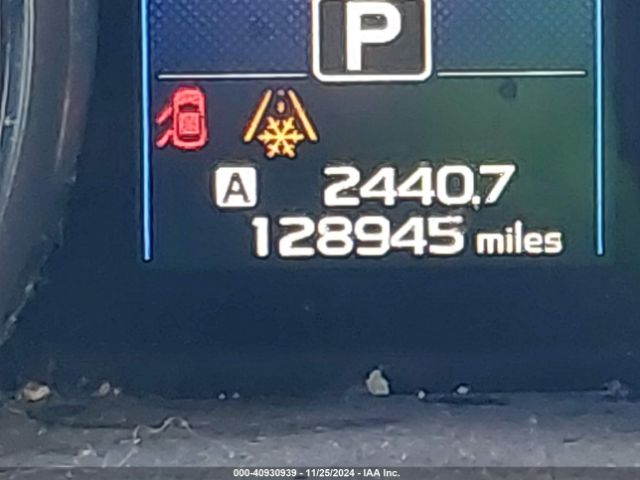 P
A 2440.7
128945 miles
000-40930939 - 11/25/2024 - IAA Inc.